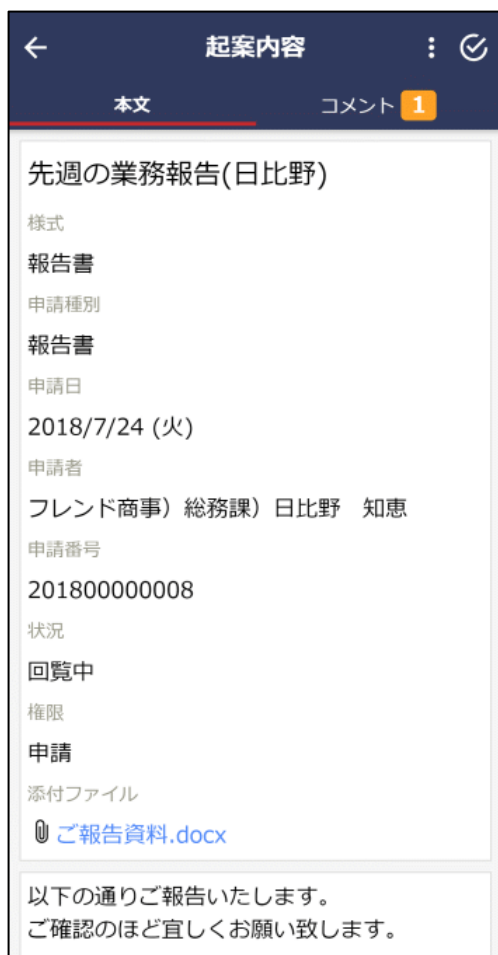 起案内容
本文
コメント 1
先週の業務報告(日比野)
様式
報告書
申請種別
報告書
申請日
2018/7/24 (火)
申請者
フレンド商事）総務課）日比野　知恵
申請番号
201800000008
状況
回覧中
権限
申請
添付ファイル
ご報告資料.docx
以下の通りご報告いたします。
ご確認のほど宜しくお願い致します。